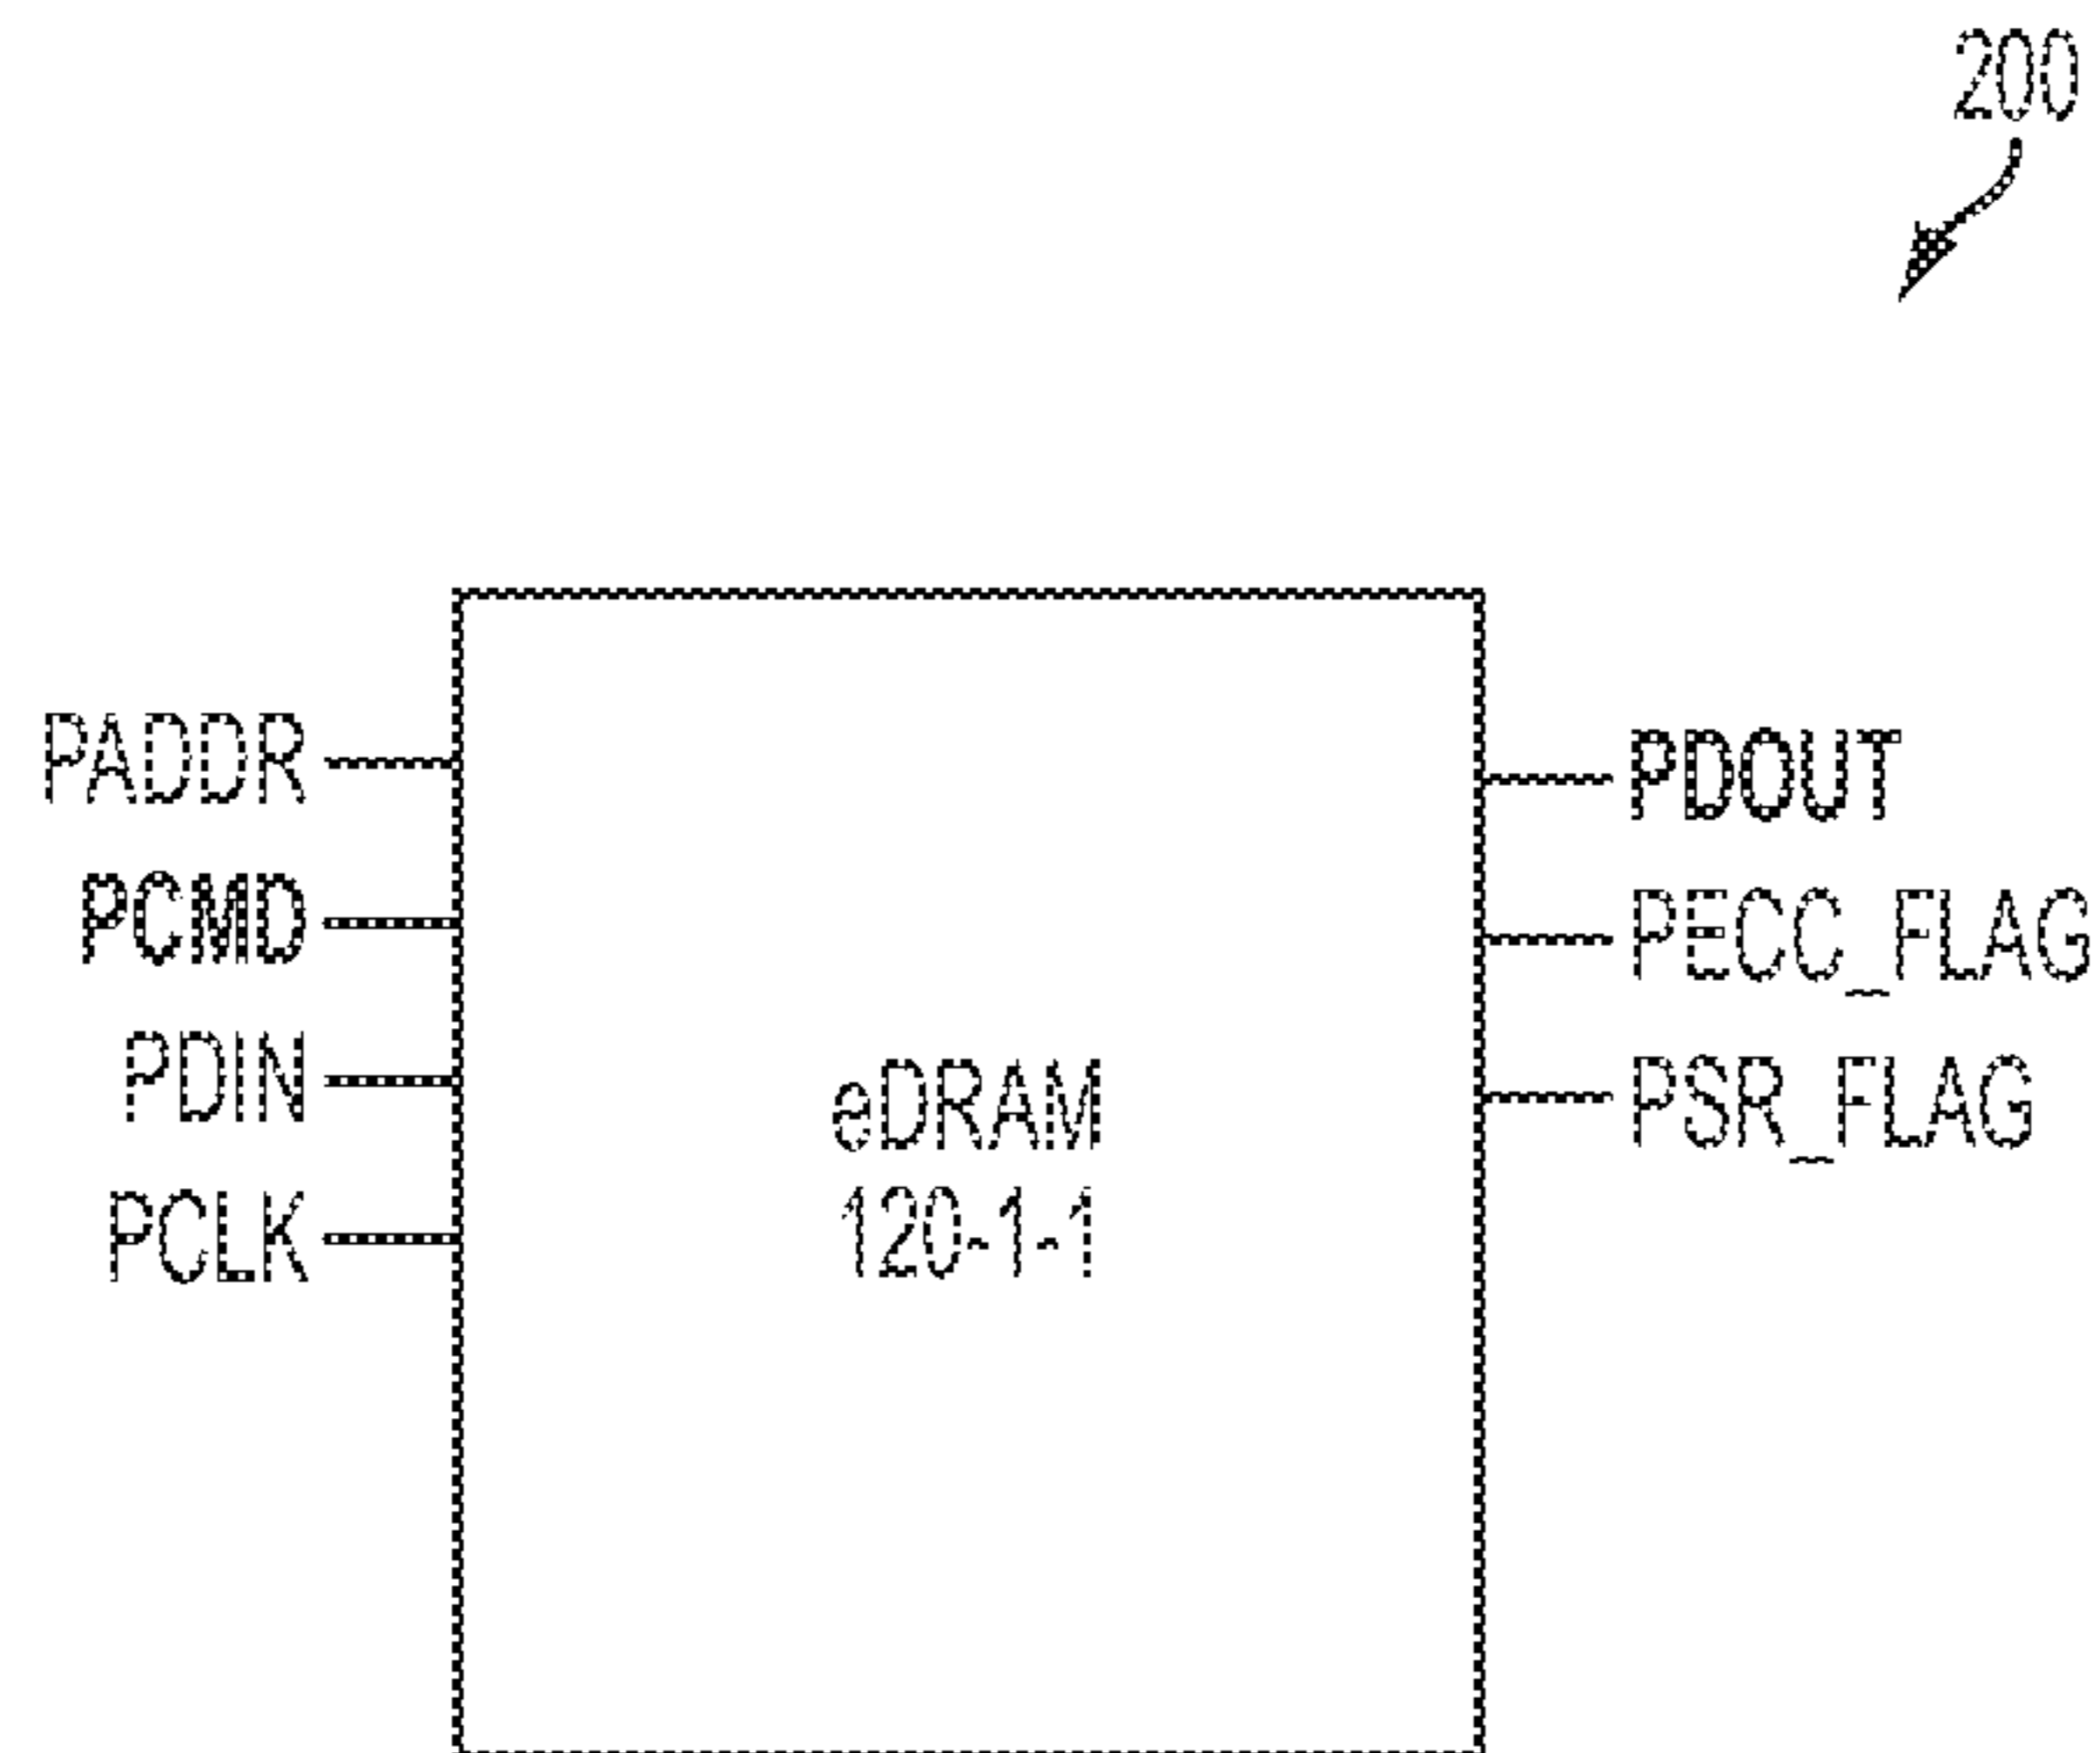 200
PADDR
PCMD
PDIN
PCLK
eDRAM
120-1-1
PDOUT
PECC_FLAG
PSR_FLAG